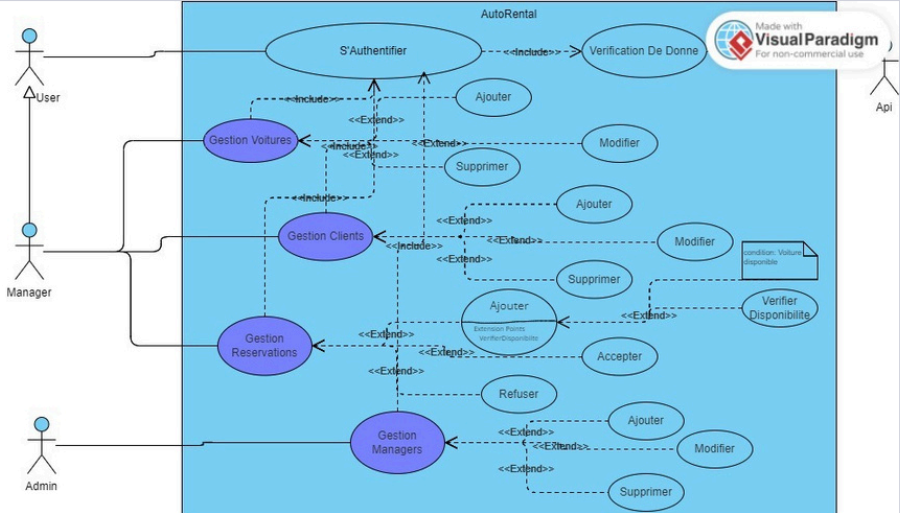 AutoRental
Made with
VisualParadigm
For non-commercial use
S'Authentifier
<<Include>>
Verification De Donne
User
Api
<<Include>>
Ajouter
<<Extend>>
Gestion Voitures
<<Include>>
<<Extend>>
<<Extend>>
Modifier
Supprimer
<<Include>>
Ajouter
<<Extend>>
Gestion Clients
<<Include>>
<<Extend>>
Modifier
<<Extend>>
Supprimer
condition: Voiture
disponible
Manager
Ajouter
Extension Points
VerifierDisponibilte
<<Extend>>
Verifier
Disponibilite
Gestion
Reservations
<<Extend>>
<<Extend>>
Accepter
<<Extend>>
Refuser
Admin
Gestion
Managers
Ajouter
<<Extend>>
<<Extend>>
Modifier
<<Extend>>
Supprimer